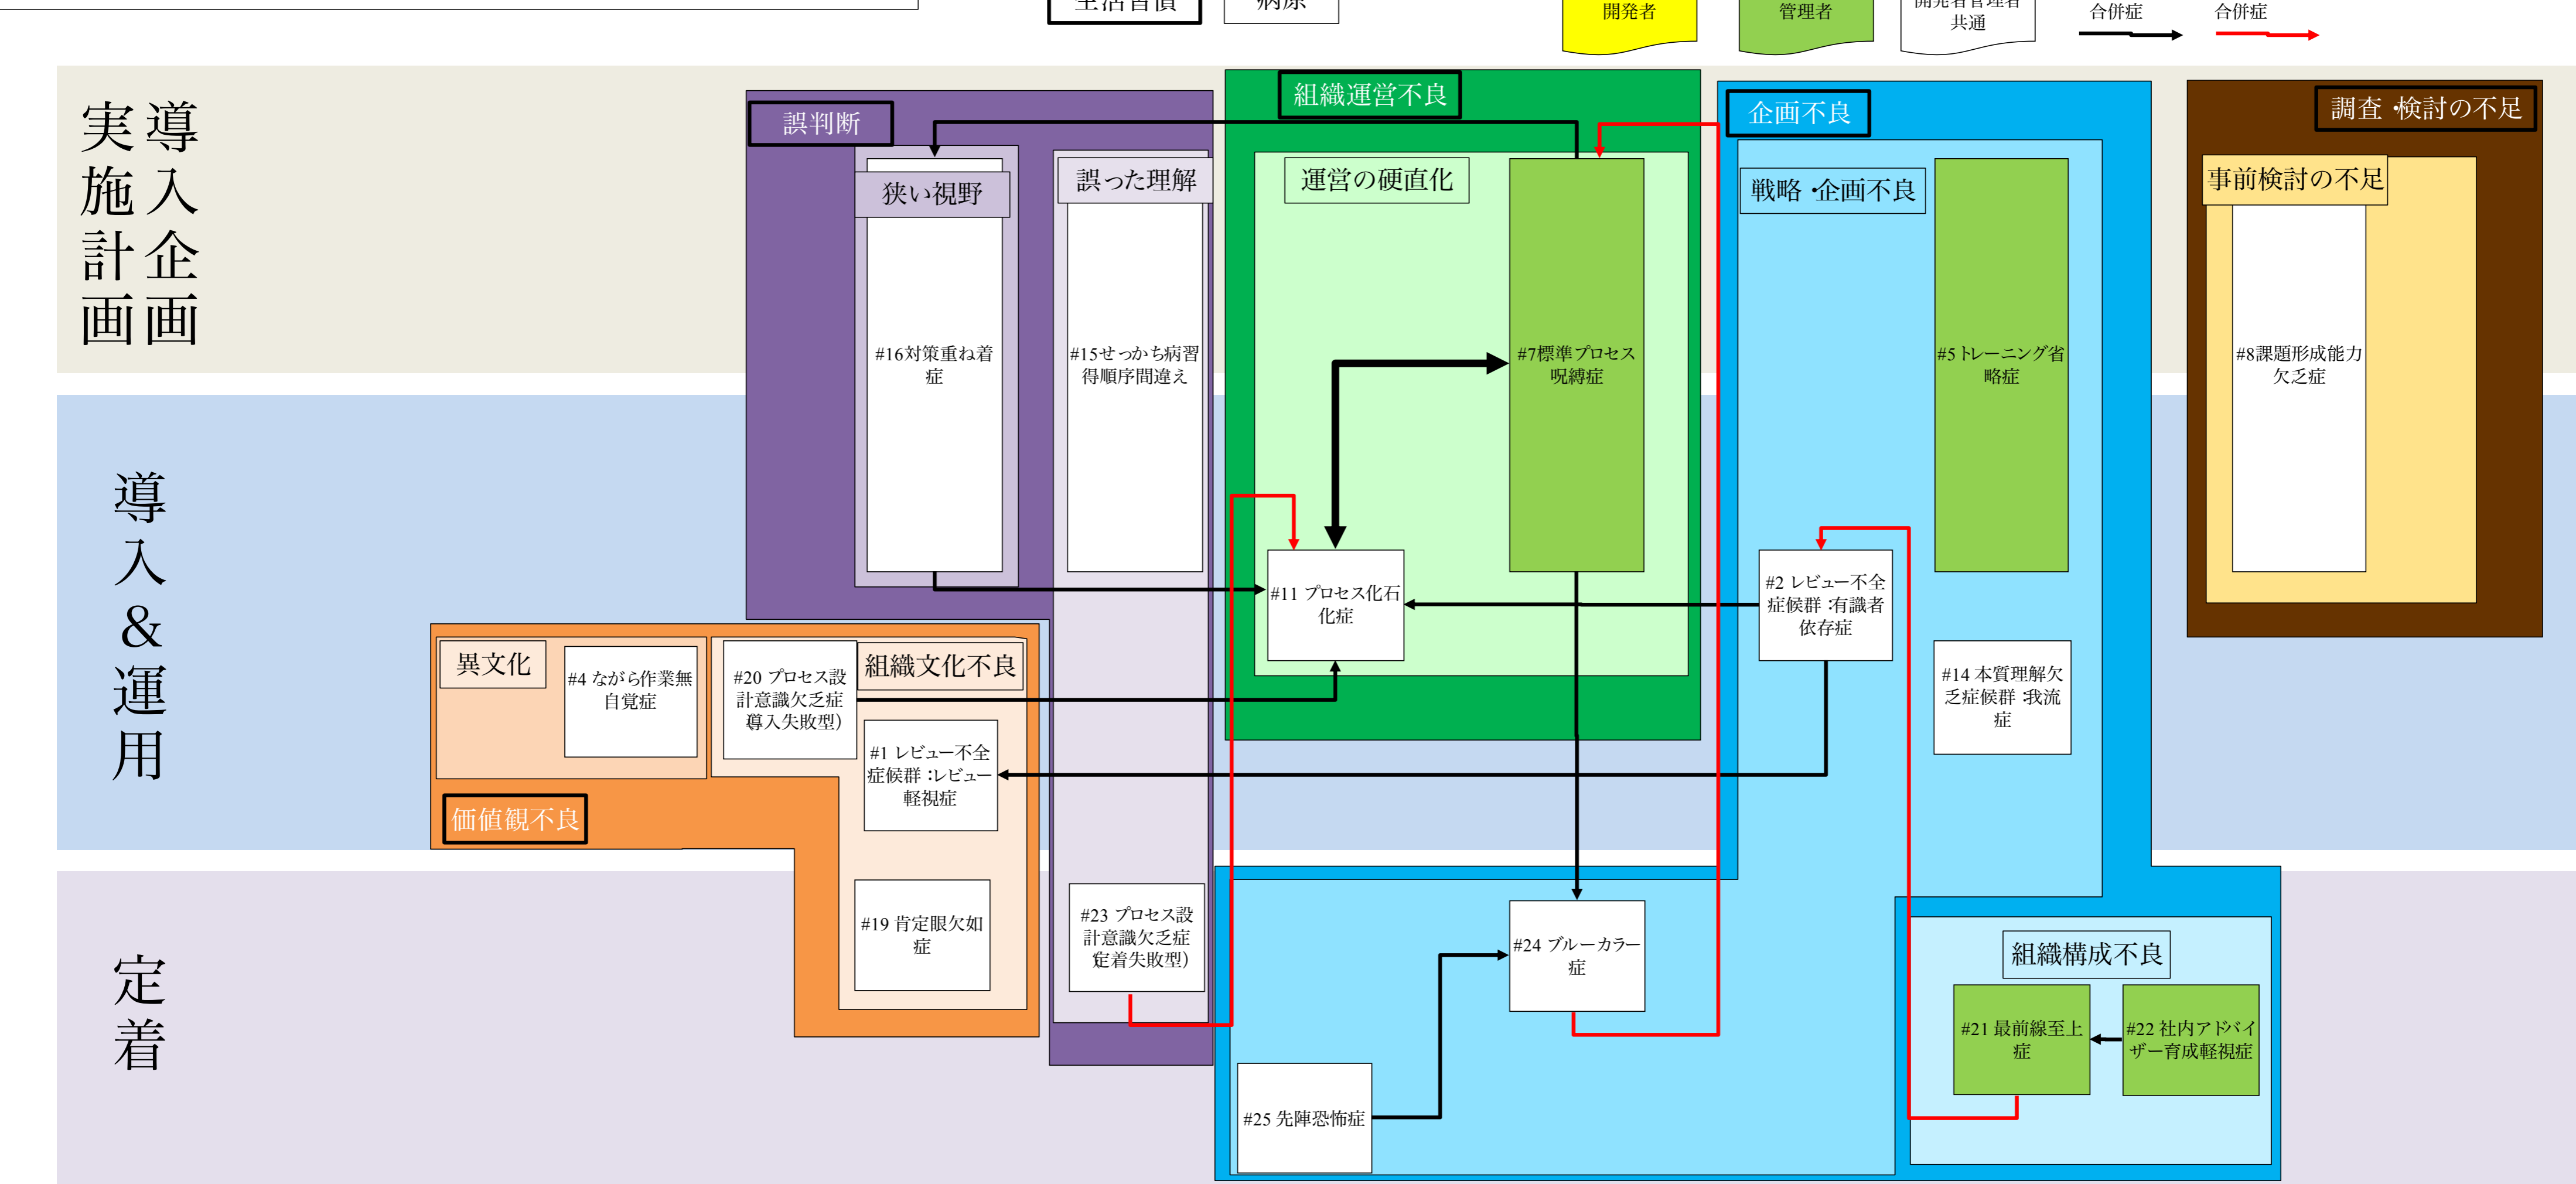 生活習慣
病原
開発者
管理者
開発者管理者
共通
合併症
合併症
導入企画
実施計画
誤判断
組織運営不良
企画不良
調査・検討の不足
狭い視野
誤った理解
運営の硬直化
戦略・企画不良
事前検討の不足
#16対策重ね着
症
#15せっかち病習
得順序間違え
#7標準プロセス
呪縛症
#5 トレーニング省
略症
#8課題形成能力
欠乏症
導入&運用
#11 プロセス化石
化症
#2 レビュー不全
症候群：有識者
依存症
異文化
#4 ながら作業無
自覚症
#20 プロセス設
計意識欠乏症
導入失敗型）
組織文化不良
#14 本質理解欠
乏症候群：我流
症
#1 レビュー不全
症候群：レビュー
軽視症
価値観不良
定着
#19 肯定眼欠如
症
#23 プロセス設
計意識欠乏症
定着失敗型）
#24 ブルーカラー
症
組織構成不良
#21 最前線至上
症
#22 社内アドバイ
ザー育成軽視症
#25 先陣恐怖症